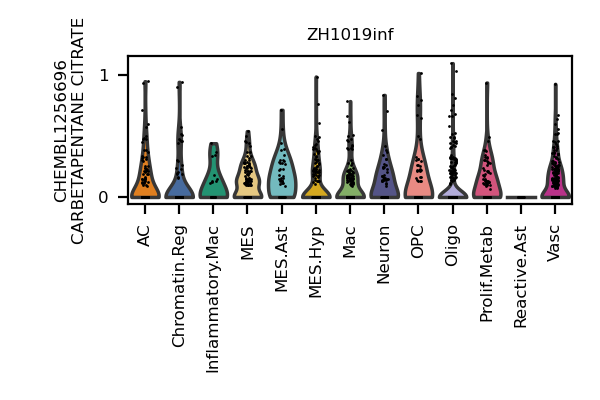 ZH1019inf
CHEMBL1256696
CARBETAPENTANE CITRATE
1
0
AC
Chromatin.Reg
Inflammatory.Mac
MES
MES.Ast
MES.Hyp
Mac
Neuron
OPC
Oligo
Prolif.Metab
Reactive.Ast
Vasc